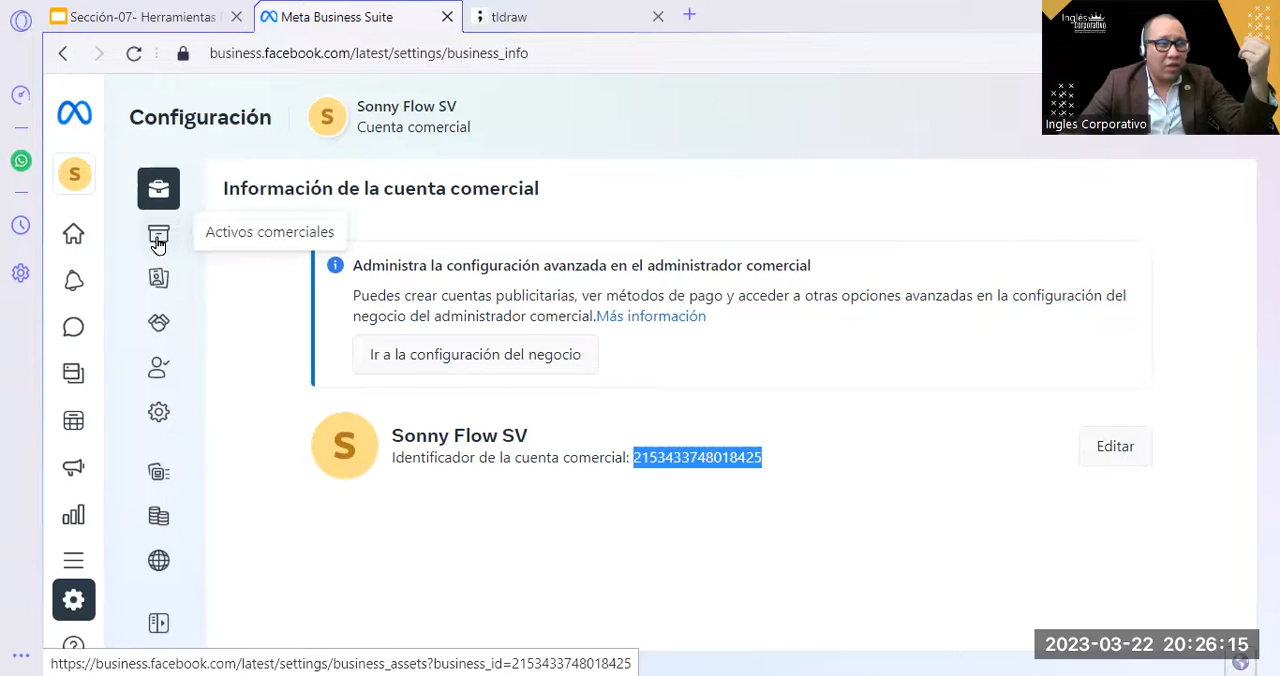 Sección-07- Herramientas
Meta Business Suite
tldraw
business.facebook.com/latest/settings/business_info
Inglés
Corporativo
Ingles Corporativo
Configuración
S
Sonny Flow SV
Cuenta comercial
S
Información de la cuenta comercial
Activos comerciales
Administra la configuración avanzada en el administrador comercial
Puedes crear cuentas publicitarias, ver métodos de pago y acceder a otras opciones avanzadas en la configuración del
negocio del administrador comercial.Más información
Ir a la configuración del negocio
S
Sonny Flow SV
Identificador de la cuenta comercial: 2153433748018425
Editar
2023-03-22 20:26:15
https://business.facebook.com/latest/settings/business_assets?business_id=2153433748018425